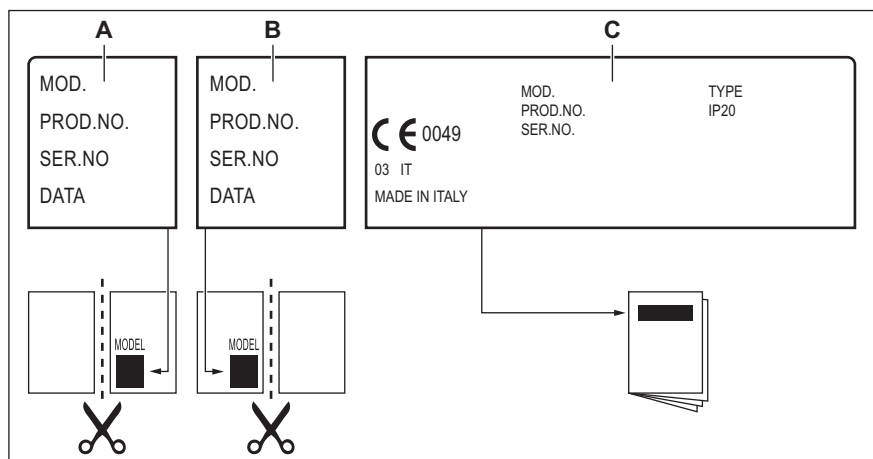 A
B
C
MOD.
PROD.NO.
SER.NO
DATA
MOD.
PROD.NO.
SER.NO
DATA
MOD.
PROD.NO.
SER.NO.
TYPE
IP20
CE 0049
03 IT
MADE IN ITALY
MODEL
MODEL